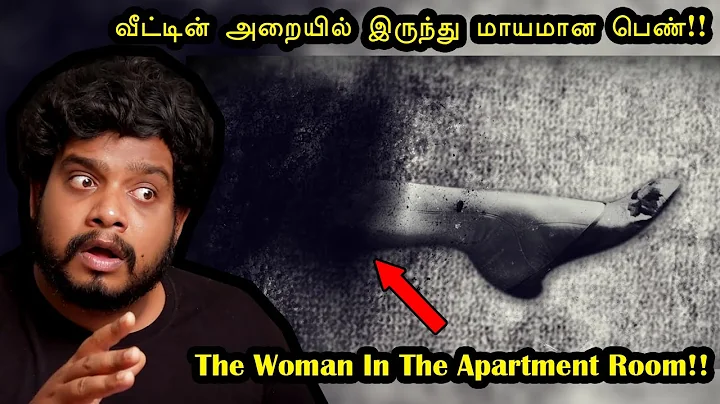 வீட்டின் அறையில் இருந்து மாயமான பெண்!!
The Woman In The Apartment Room!!